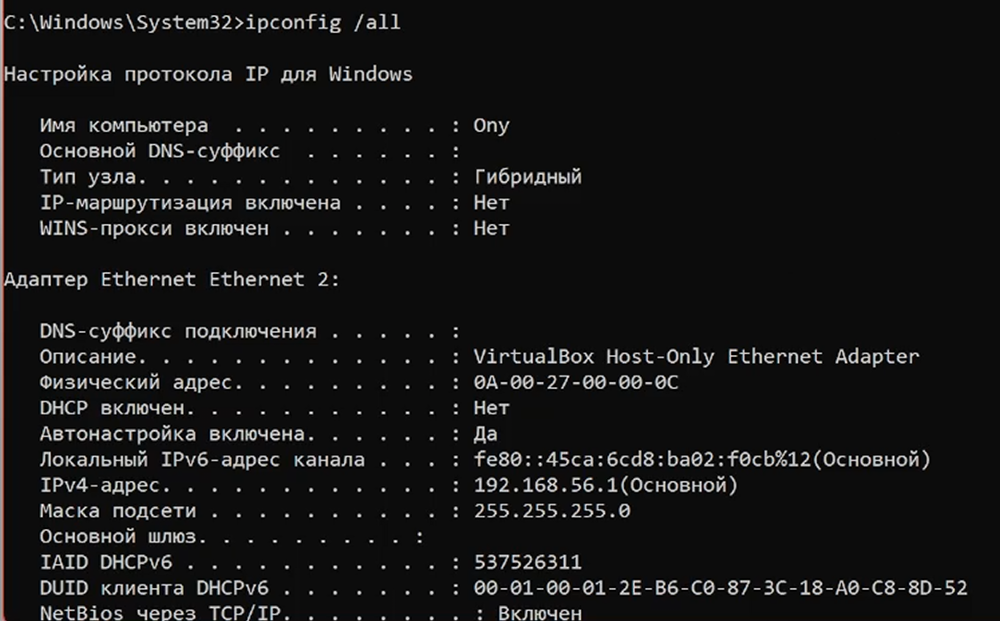 C:\Windows\System32>ipconfig /all
Настройка протокола IP для Windows
Имя компьютера  . . . . . . . . . : Ony
Основной DNS-суффикс  . . . . . . :
Тип узла. . . . . . . . . . . . . : Гибридный
IP-маршрутизация включена . . . . : Нет
WINS-прокси включен . . . . . . . : Нет
Адаптер Ethernet Ethernet 2:
DNS-суффикс подключения . . . . . :
Описание. . . . . . . . . . . . . : VirtualBox Host-Only Ethernet Adapter
Физический адрес. . . . . . . . . : 0A-00-27-00-00-0C
DHCP включен. . . . . . . . . . . : Нет
Автонастройка включена. . . . . . : Да
Локальный IPv6-адрес канала . . . : fe80::45ca:6cd8:ba02:f0cb%12(Основной)
IPv4-адрес. . . . . . . . . . . . : 192.168.56.1(Основной)
Маска подсети . . . . . . . . . . : 255.255.255.0
Основной шлюз. . . . . . . . . :
IAID DHCPv6 . . . . . . . . . . . : 537526311
DUID клиента DHCPv6 . . . . . . . : 00-01-00-01-2E-B6-C0-87-3C-18-A0-C8-8D-52
NetBios через TCP/IP. . . . . . . . : Включен